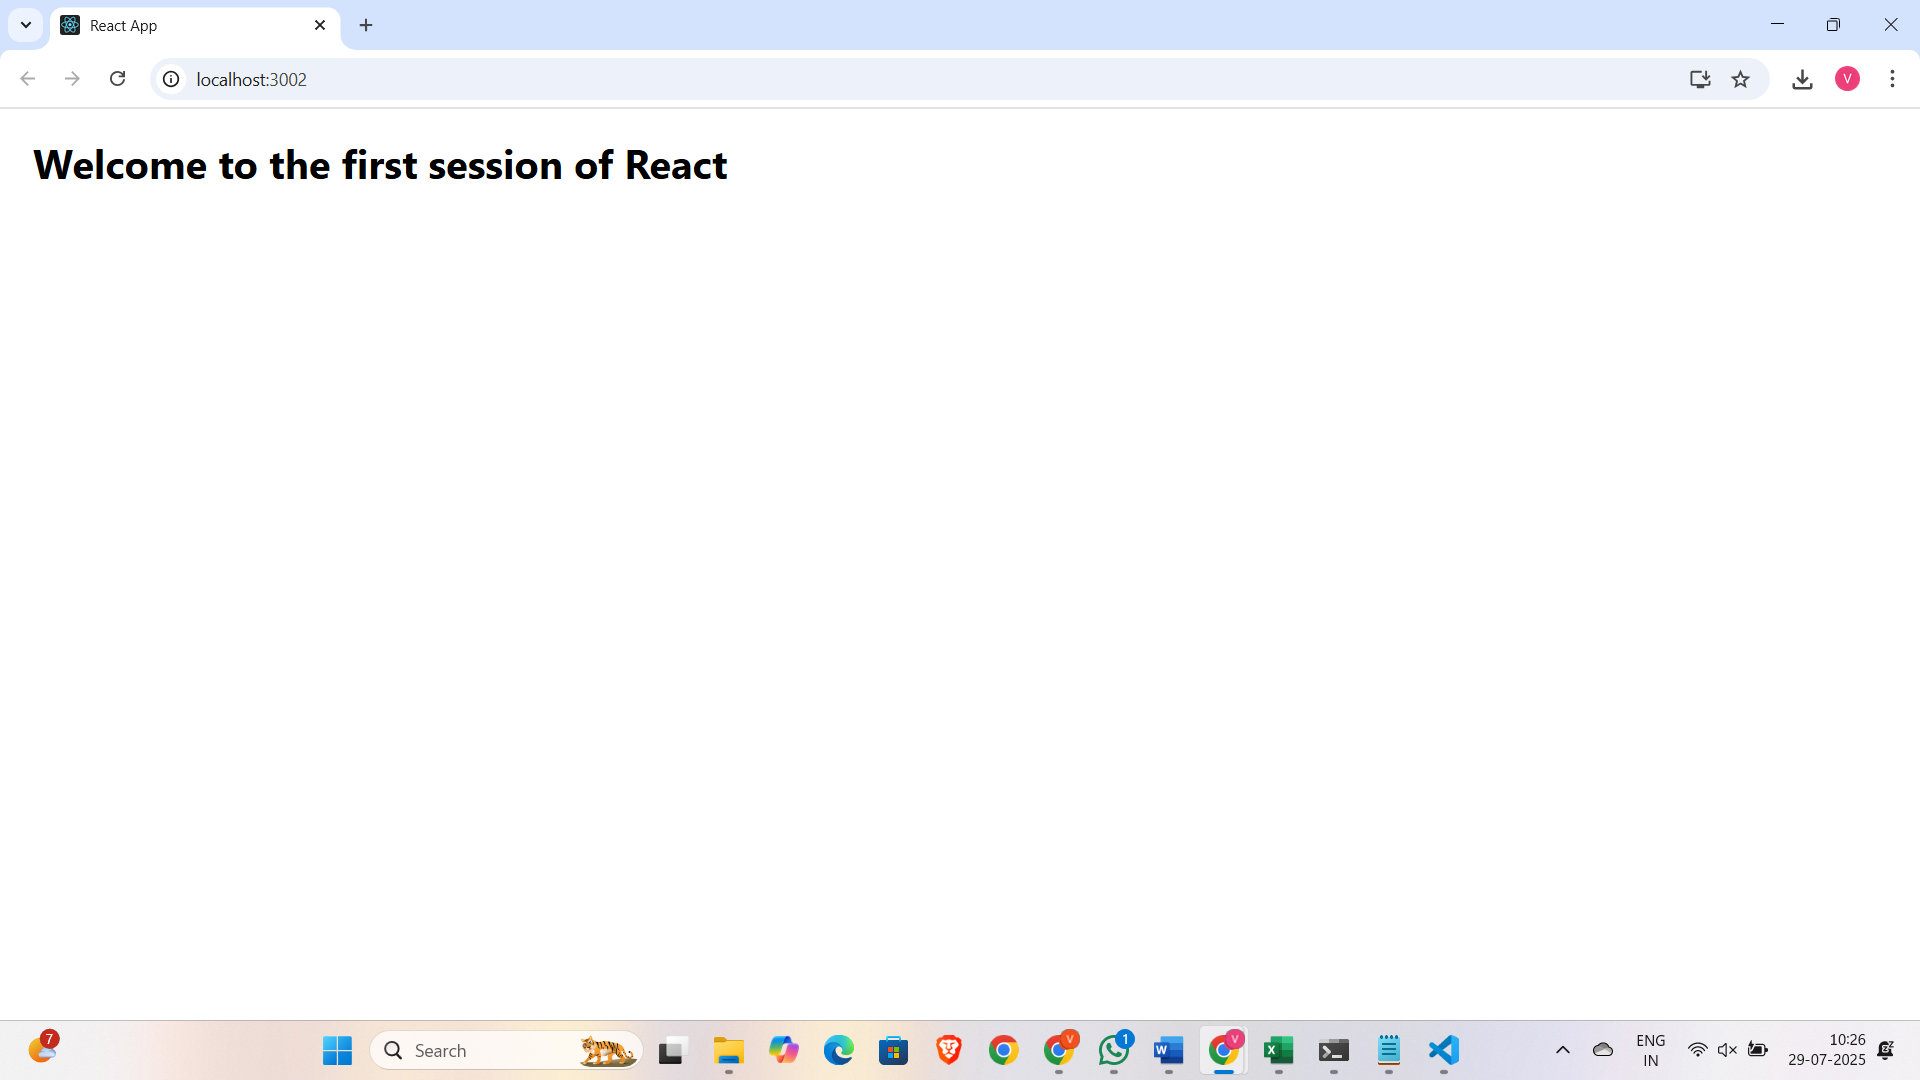 React App
localhost:3002
V
Welcome to the first session of React
7
Search
V
1
V
ENG
IN
10:26
29-07-2025